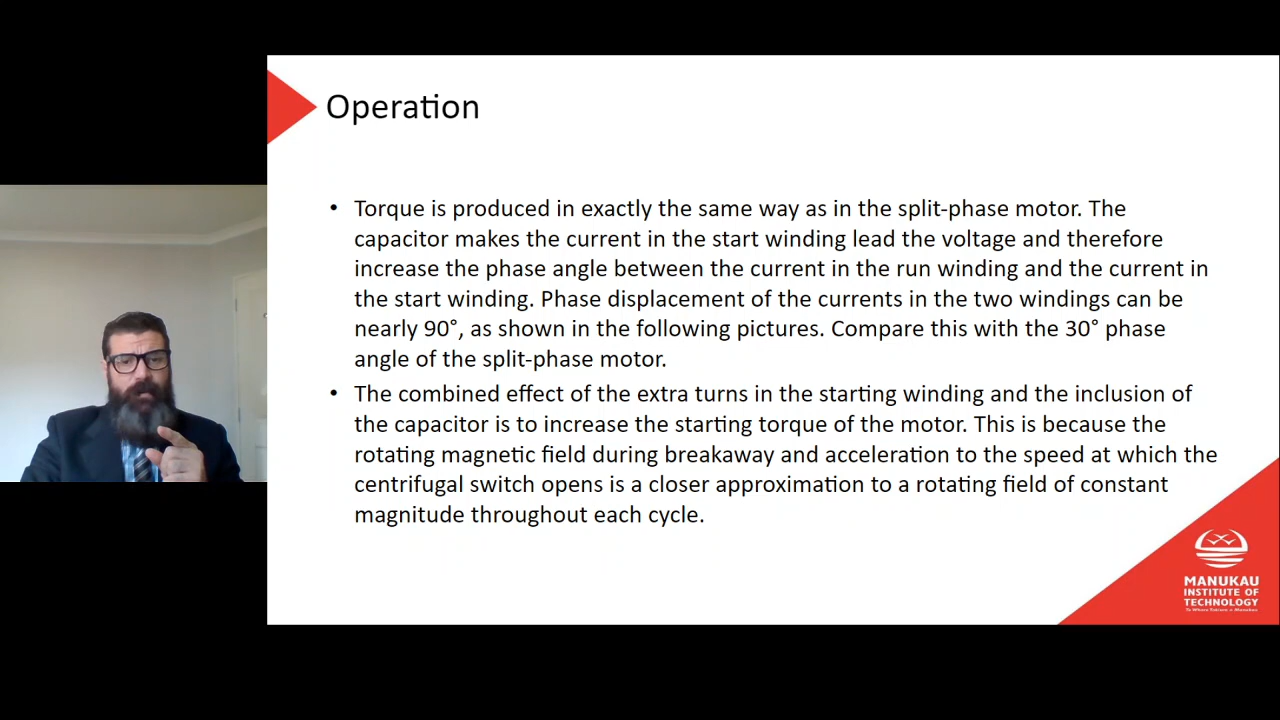 Operation
• Torque is produced in exactly the same way as in the split-phase motor. The
capacitor makes the current in the start winding lead the voltage and therefore
increase the phase angle between the current in the run winding and the current in
the start winding. Phase displacement of the currents in the two windings can be
nearly 90°, as shown in the following pictures. Compare this with the 30° phase
angle of the split-phase motor.
• The combined effect of the extra turns in the starting winding and the inclusion of
the capacitor is to increase the starting torque of the motor. This is because the
rotating magnetic field during breakaway and acceleration to the speed at which the
centrifugal switch opens is a closer approximation to a rotating field of constant
magnitude throughout each cycle.
MANUKAU
INSTITUTE OF
TECHNOLOGY